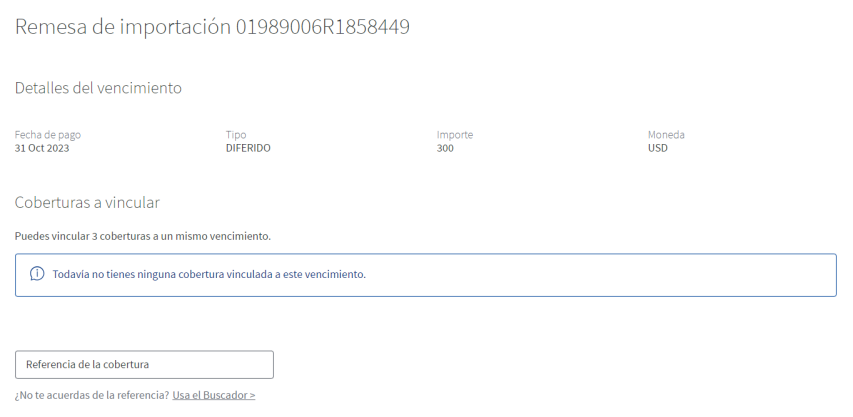 Remesa de importación 01989006R1858449
Detalles del vencimiento
Fecha de pago Tipo Importe Moneda
31 Oct 2023 DIFERIDO 300 USD
Coberturas a vincular
Puedes vincular 3 coberturas a un mismo vencimiento.
Todavía no tienes ninguna cobertura vinculada a este vencimiento.
Referencia de la cobertura
¿No te acuerdas de la referencia? Usa el Buscador >